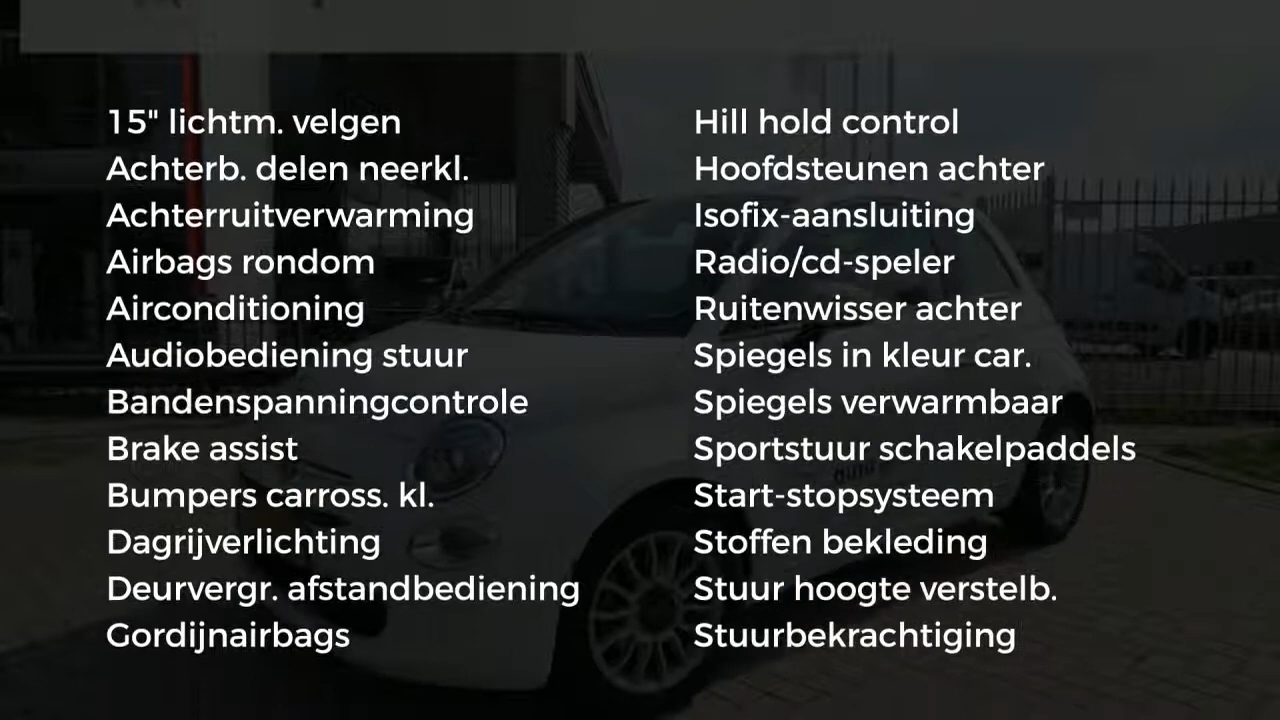 15" lichtm. velgen
Achterb. delen neerkl.
Achterruitverwarming
Airbags rondom
Airconditioning
Audiobediening stuur
Bandenspanningcontrole
Brake assist
Bumpers carross. kl.
Dagrijverlichting
Deurvergr. afstandbediening
Gordijnairbags
Hill hold control
Hoofdsteunen achter
Isofix-aansluiting
Radio/cd-speler
Ruitenwisser achter
Spiegels in kleur car.
Spiegels verwarmbaar
Sportstuur schakelpaddels
Start-stopsysteem
Stoffen bekleding
Stuur hoogte verstelb.
Stuurbekrachtiging